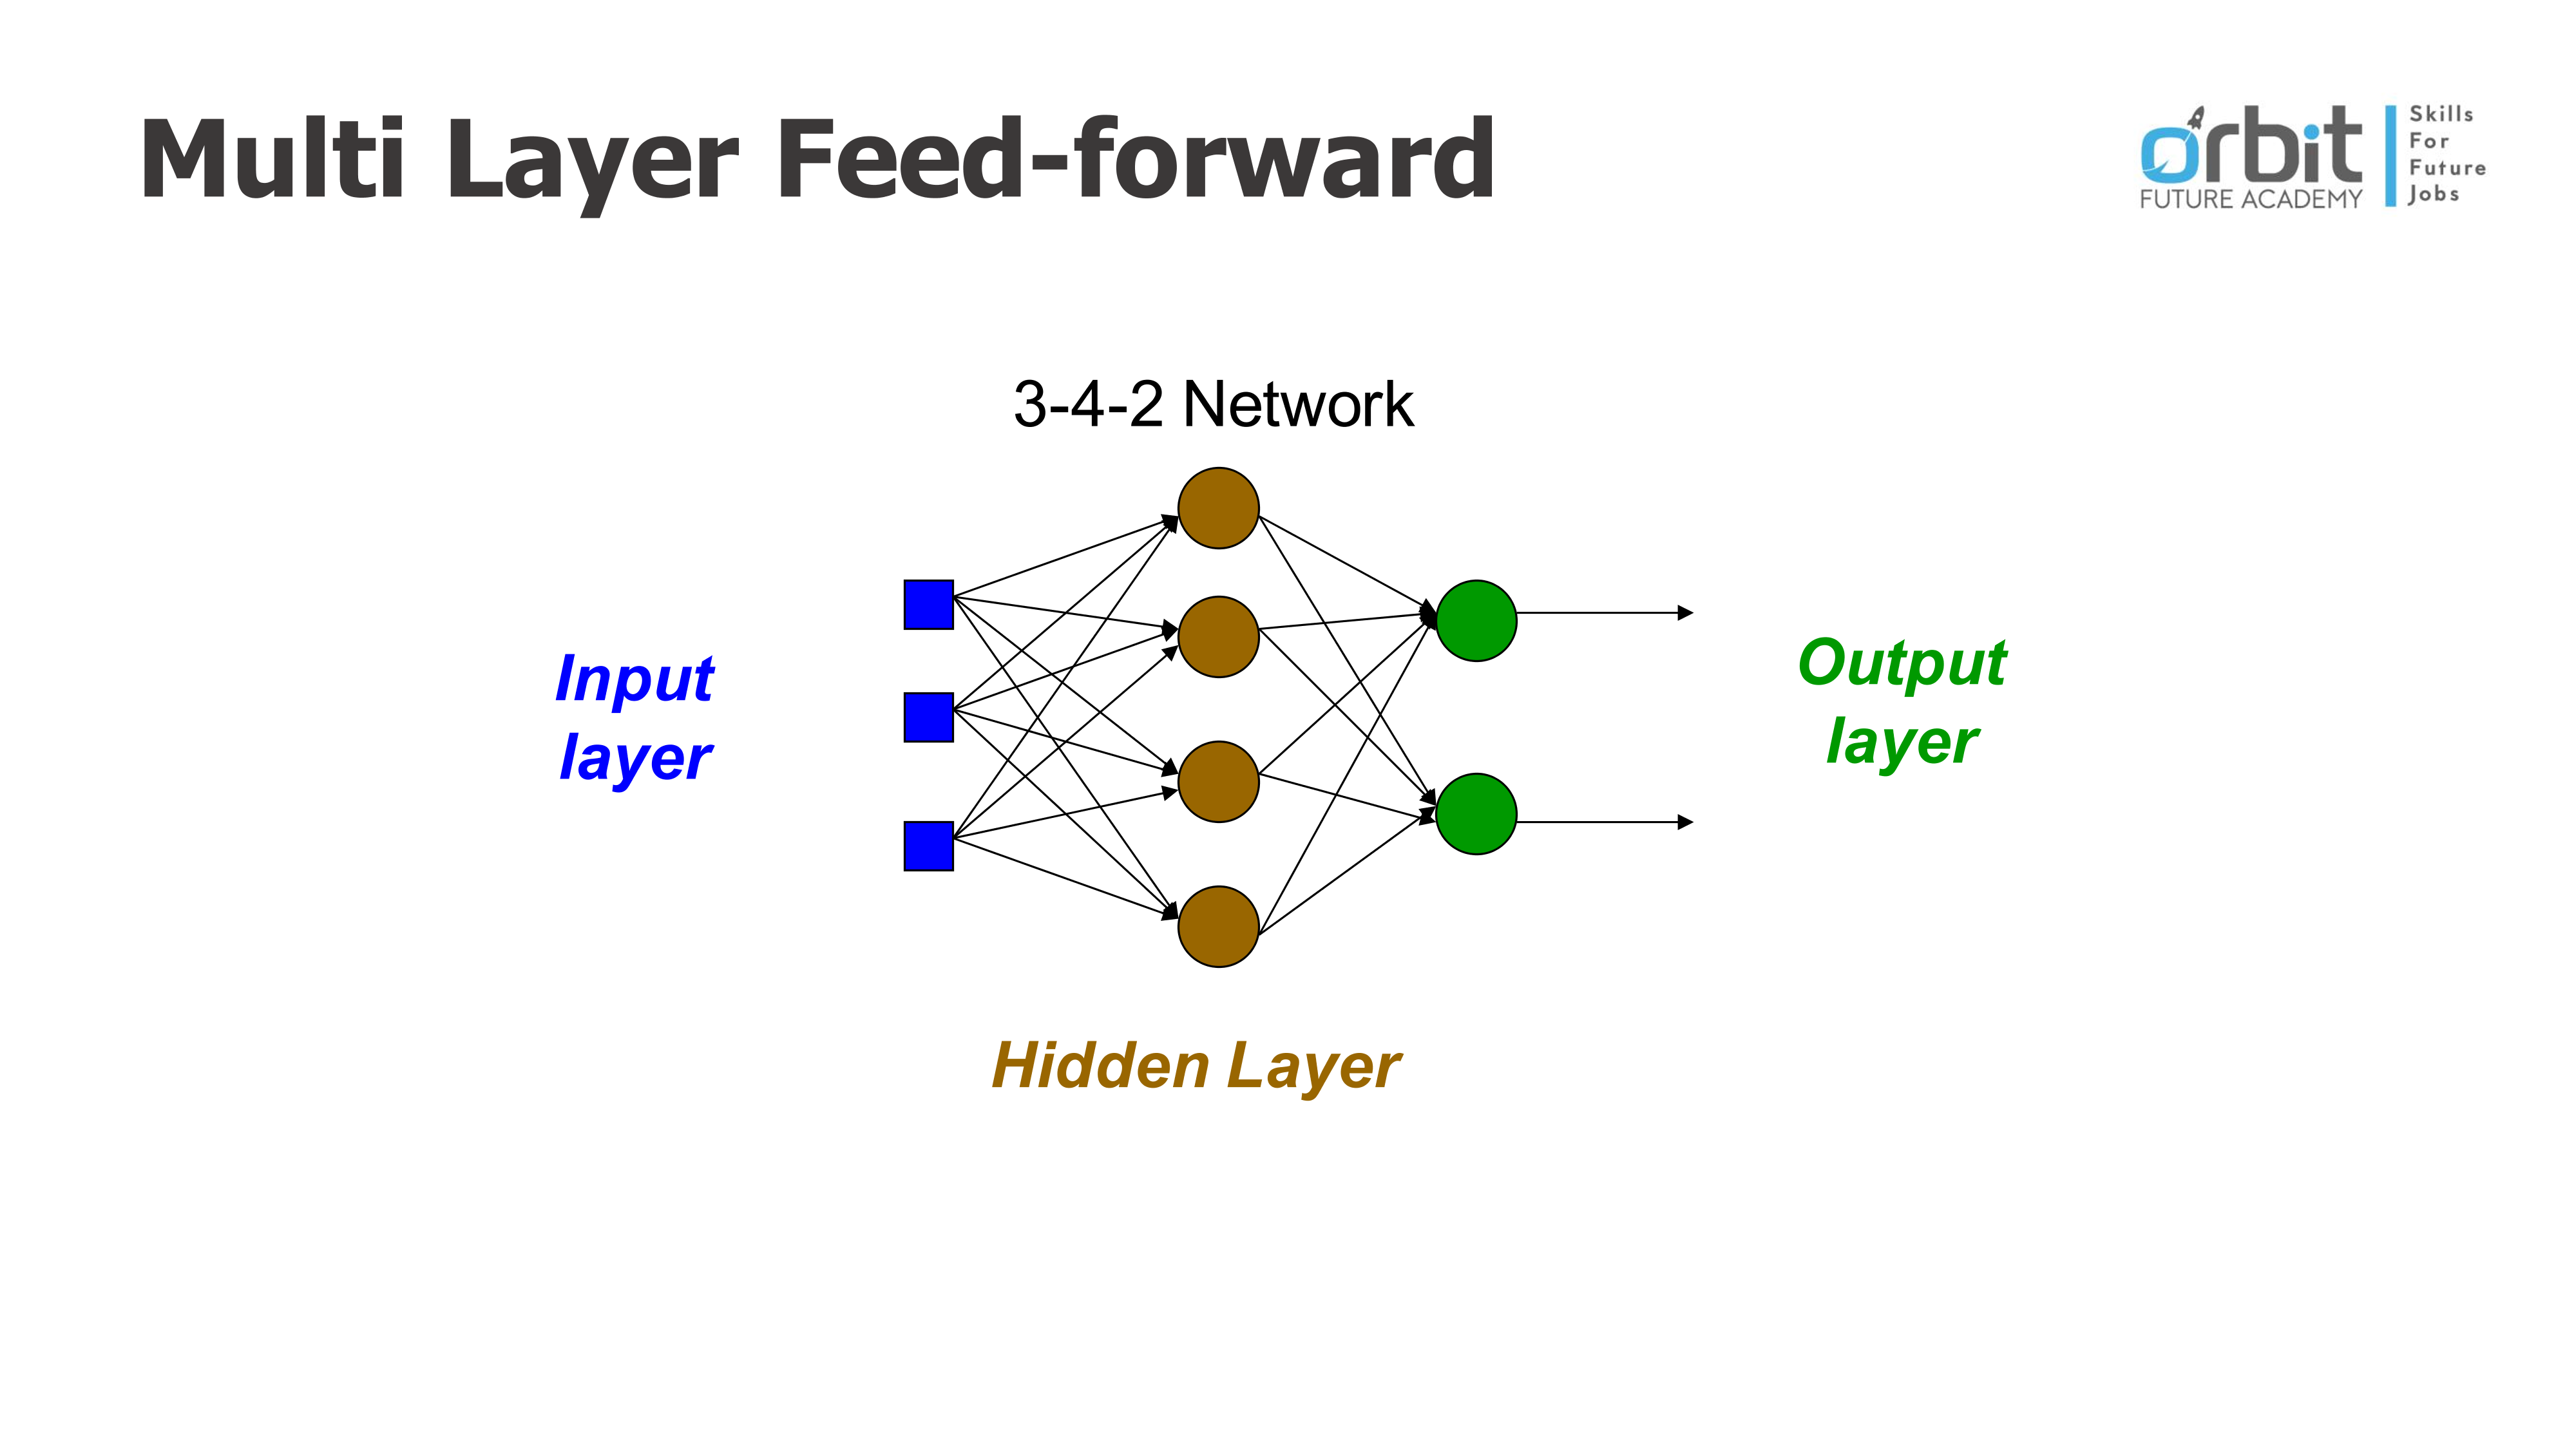 Multi Layer Feed-forward
orbit
FUTURE ACADEMY
Skills
For
Future
Jobs
3-4-2 Network
Input
layer
Output
layer
Hidden Layer